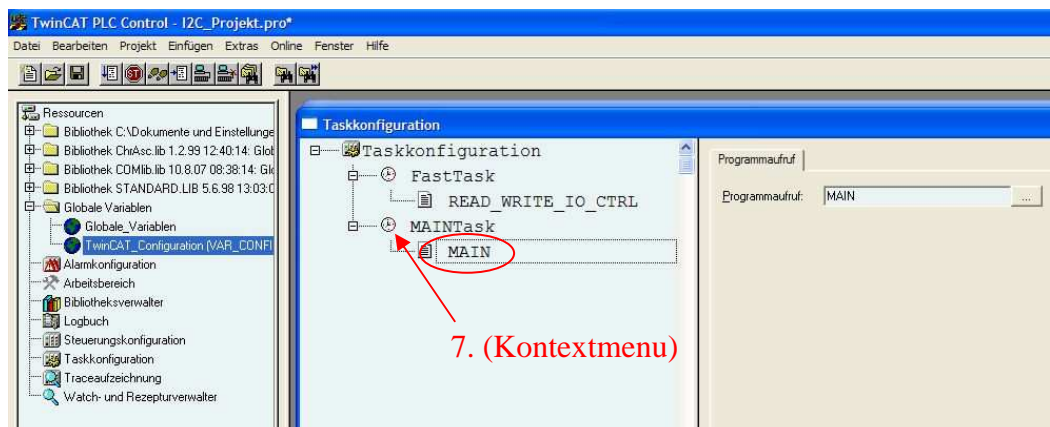 TwinCAT PLC Control - I2C_Projekt.pro*
Datei Bearbeiten Projekt Einfügen Extras Online Fenster Hilfe
Ressourcen
Bibliothek C:\Dokumente und Einstellunge
Bibliothek ChrAsc.lib 1.2.99 12:40:14: Glob
Bibliothek COMlib.lib 10.8.07 08:38:14: Glo
Bibliothek STANDARD.LIB 5.6.98 13:03:0
Globale Variablen
Globale_Variablen
TwinCAT_Configuration (VAR_CONFI
Alarmkonfiguration
Arbeitsbereich
Bibliotheksverwalter
Logbuch
Steuerungskonfiguration
Taskkonfiguration
Traceaufzeichnung
Watch- und Rezepturverwalter
Taskkonfiguration
Taskkonfiguration
FastTask
READ_WRITE_IO_CTRL
MAINTask
MAIN
7. (Kontextmenu)
Programmaufruf
Programmaufruf: MAIN ...